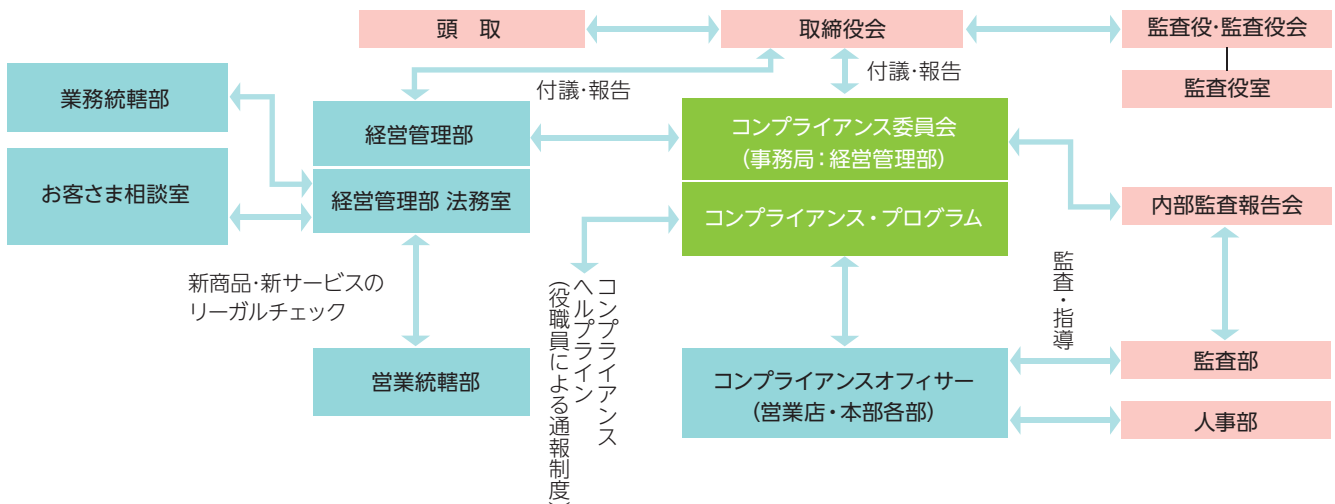 頭 取
取締役会
監査役・監査役会
監査役室
付議・報告
付議・報告
業務統轄部
お客さま相談室
経営管理部
経営管理部 法務室
コンプライアンス委員会
(事務局:経営管理部)
コンプライアンス・プログラム
内部監査報告会
新商品・新サービスの
リーガルチェック
コンプライアンス
ヘルプライン
(役職員による通報制度)
監査・指導
営業統轄部
コンプライアンスオフィサー
(営業店・本部各部)
監査部
人事部